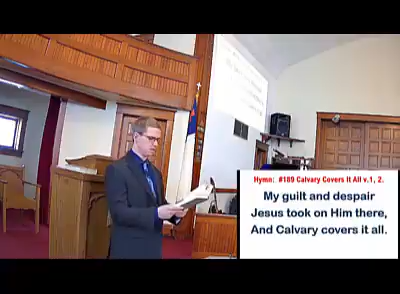 Hymn: #189 Calvary Covers It All v.1, 2.
My guilt and despair
Jesus took on Him there,
And Calvary covers it all.